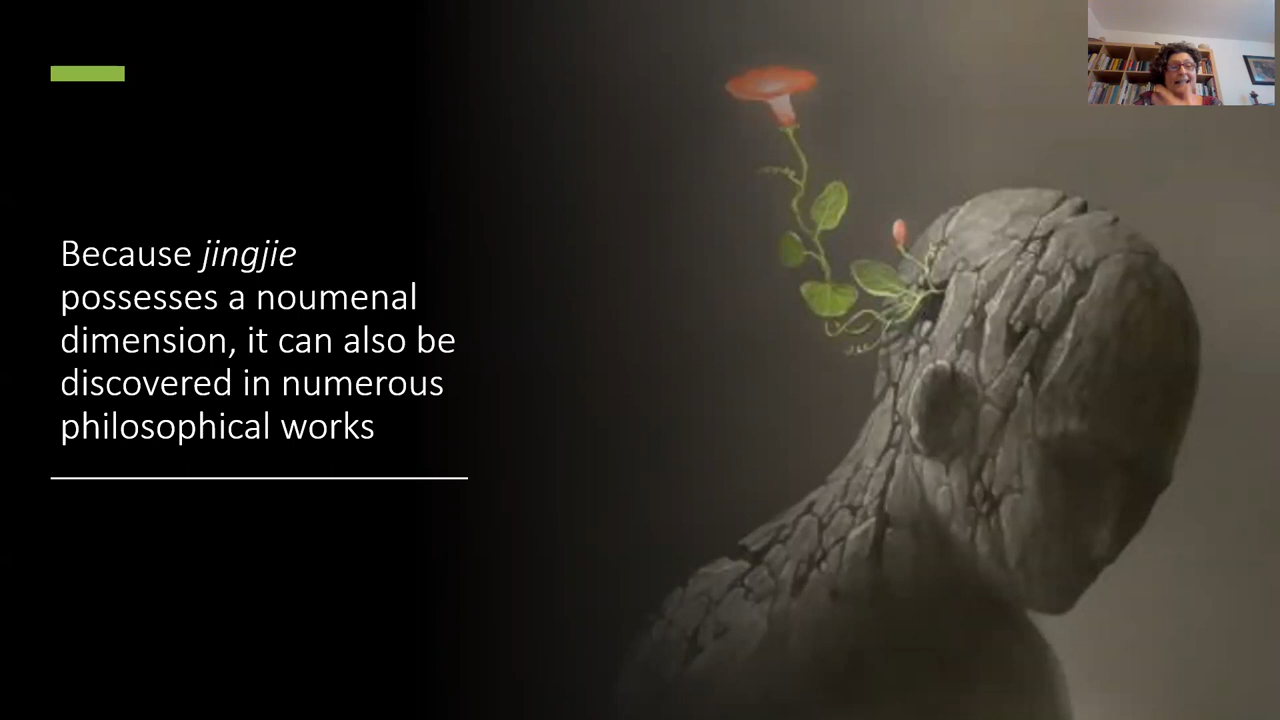 Because jingjie
possesses a noumenal
dimension, it can also be
discovered in numerous
philosophical works